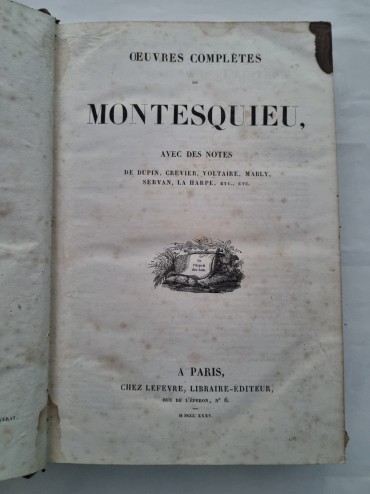 ŒUVRES COMPLÈTES
DE
MONTESQUIEU,
AVEC DES NOTES
DE DUPIN, CREVIER, VOLTAIRE, MABLY,
SERVAN, LA HARPE, ETC., ETC.
A PARIS,
CHEZ LEFEVRE, LIBRAIRE-ÉDITEUR,
RUE DE L'ÉPERON, Nº 6.
M DCCC XXXV.